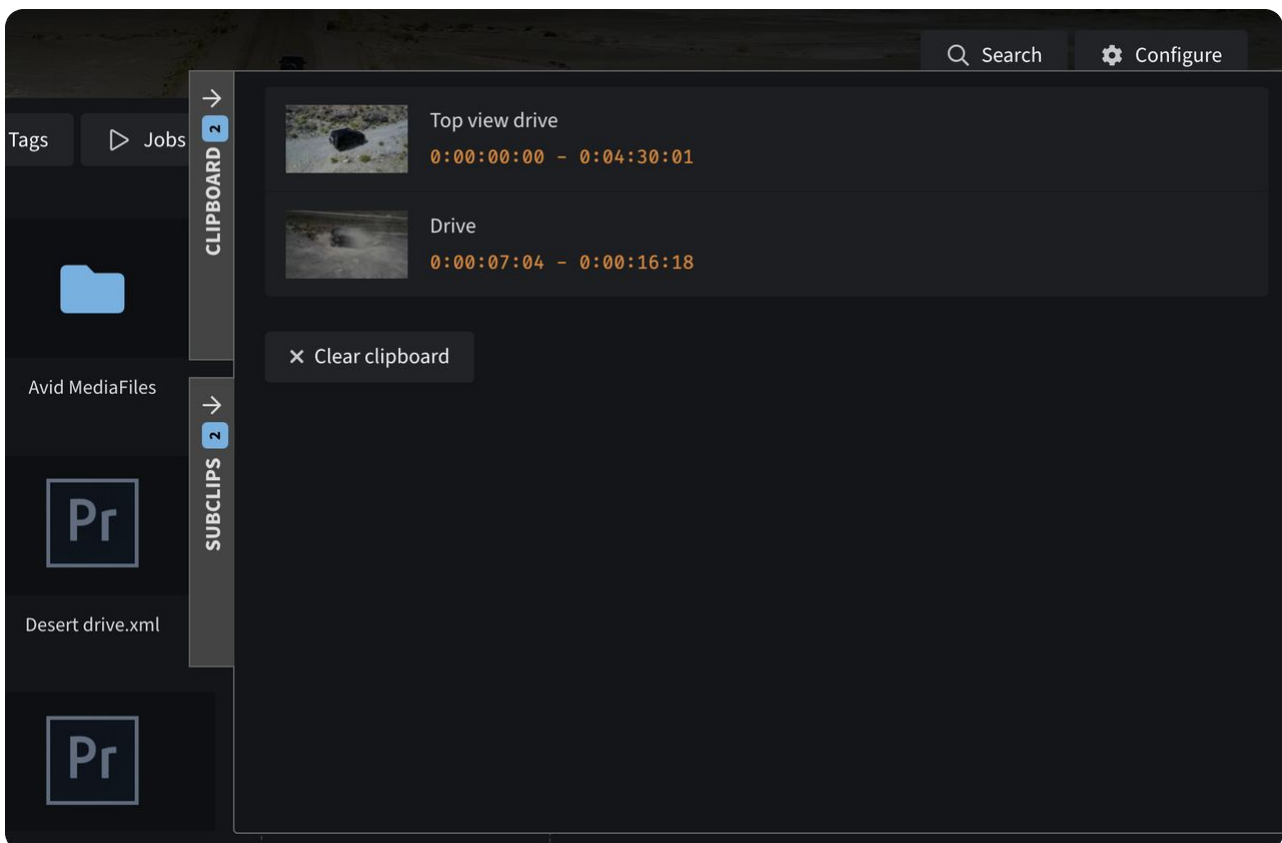 Search
Configure
Tags
Jobs
CLIPBOARD 2
Top view drive
0:00:00:00 - 0:04:30:01
Drive
0:00:07:04 - 0:00:16:18
Clear clipboard
Avid MediaFiles
SUBCLIPS 2
Pr
Desert drive.xml
Pr